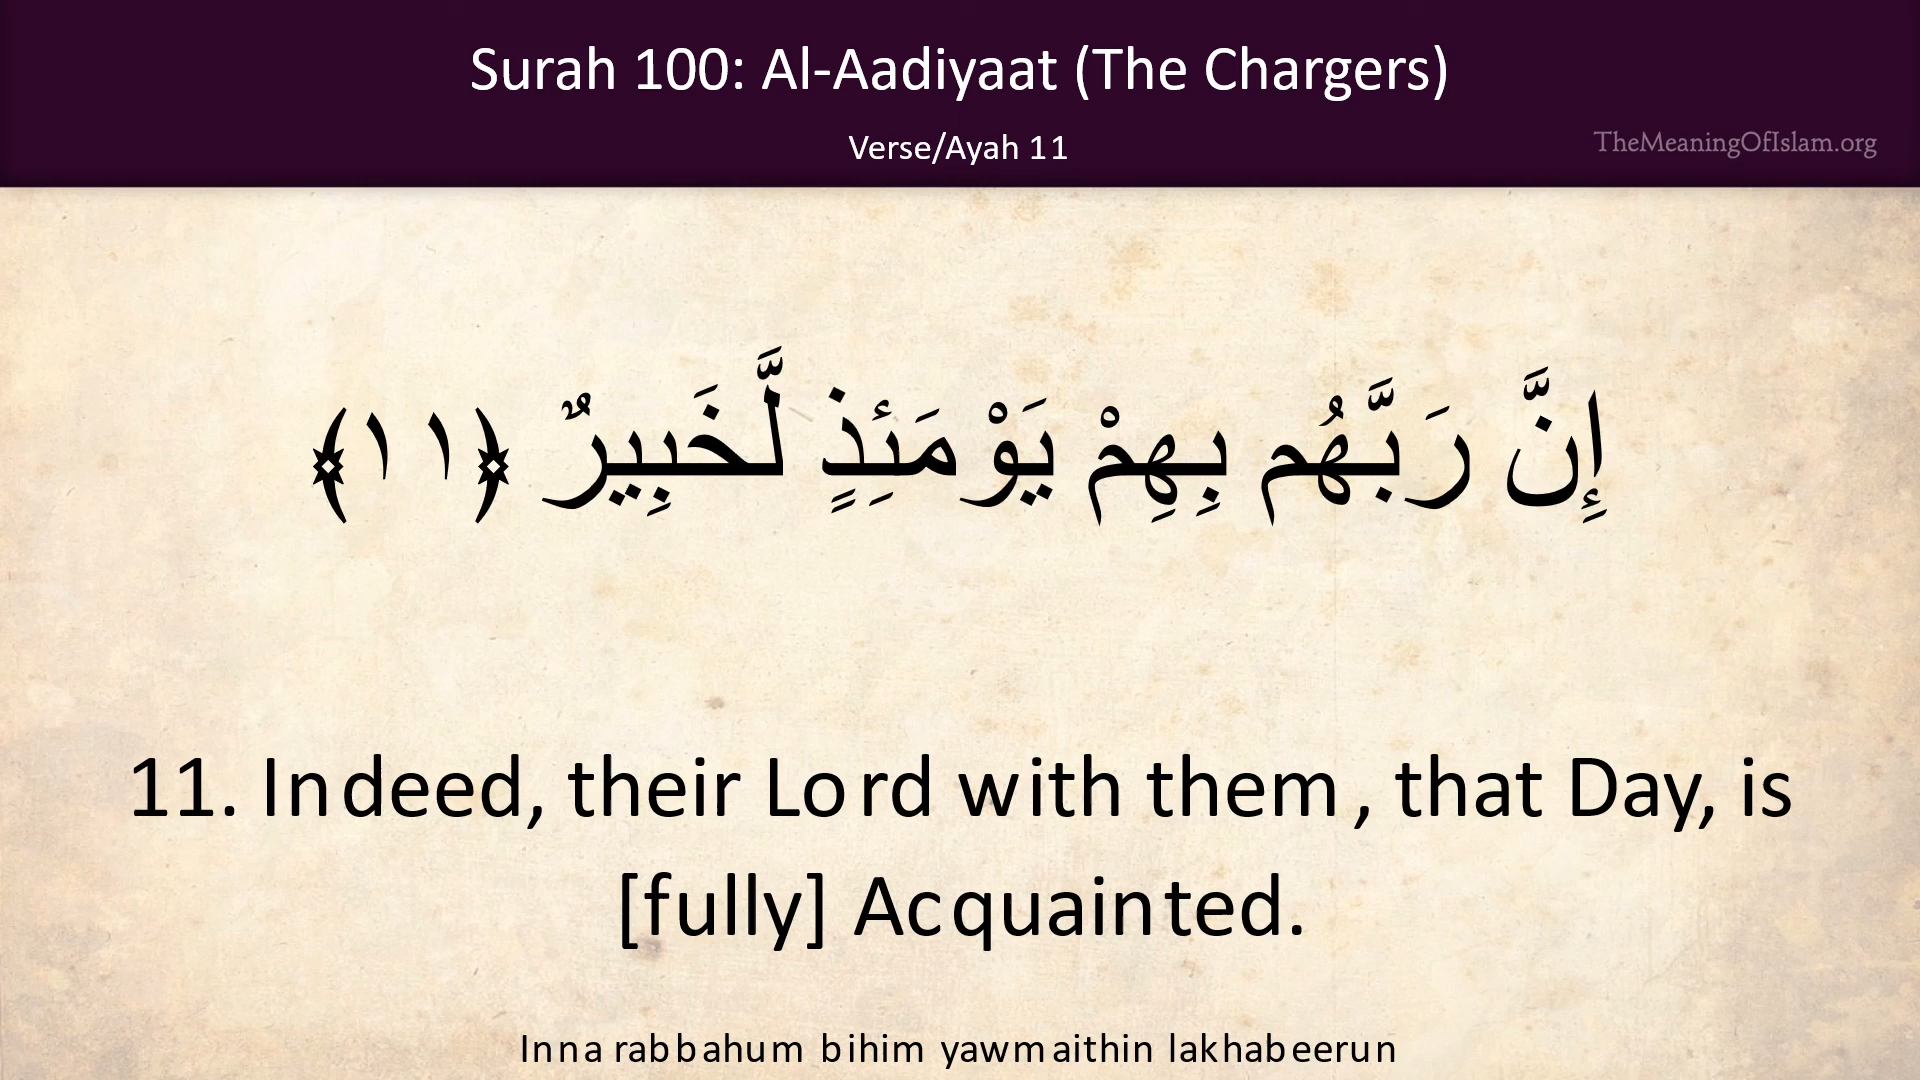 Surah 100: Al-Aadiyaat (The Chargers)
Verse/Ayah 11
TheMeaningOfIslam.org
إِنَّ رَبَّهُم بِهِمْ يَوْمَئِذٍ لَّخَبِيرٌ ﴿١١﴾
11. Indeed, their Lord with them, that Day, is
[fully] Acquainted.
Inna rabbahum bihim yawmaithin lakhabeerun